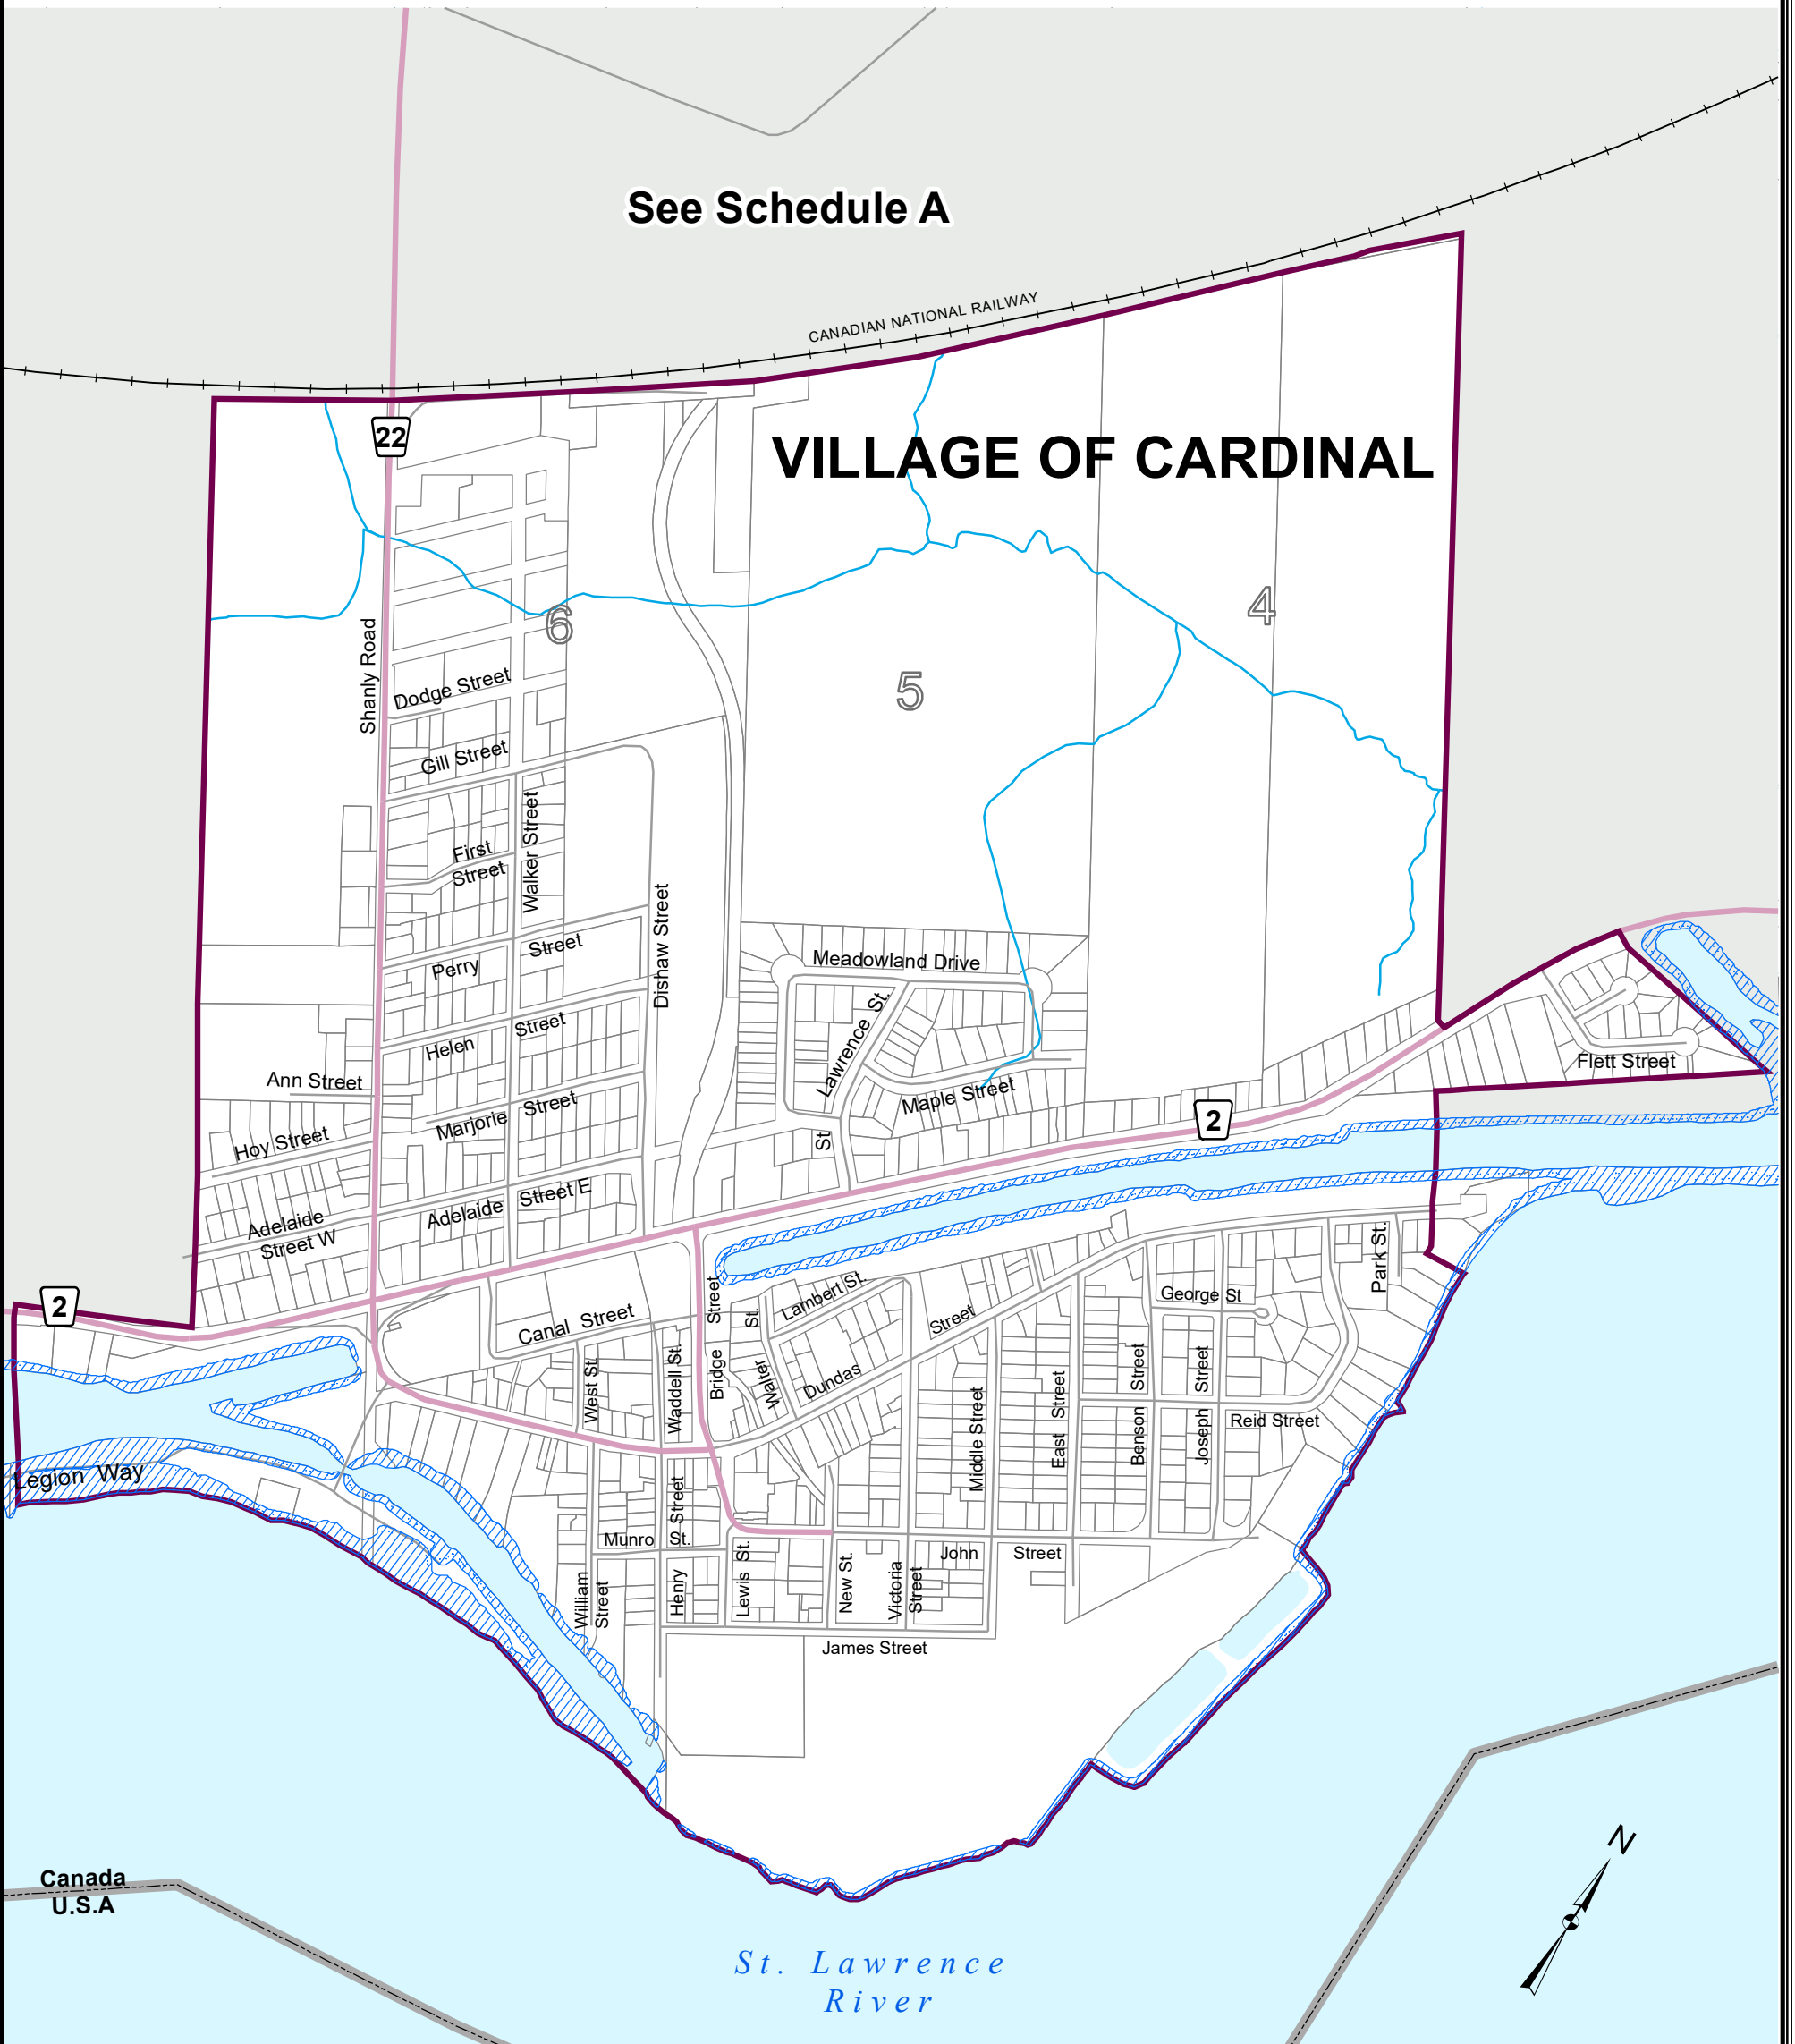 See Schedule A
CANADIAN NATIONAL RAILWAY
22
VILLAGE OF CARDINAL
6
5
4
Shanly Road
Dodge Street
Gill Street
Walker Street
First
Street
Perry
Street
Dishaw Street
Helen
Street
Ann Street
Marjorie
Street
Hoy Street
Adelaide
Street E
Adelaide
Street W
Meadowland Drive
Lawrence St.
St
Maple Street
Flett Street
2
2
Canal Street
Bridge
Street
Lambert St.
Walter
St.
Dundas
Street
George St
Park St.
West St.
Waddell St.
Middle Street
East Street
Benson
Street
Joseph
Street
Reid Street
Legion Way
Munro St.
Henry
Street
William
Street
Lewis St.
New St.
Victoria
Street
John Street
James Street
Canada
U.S.A
N
St. Lawrence
River